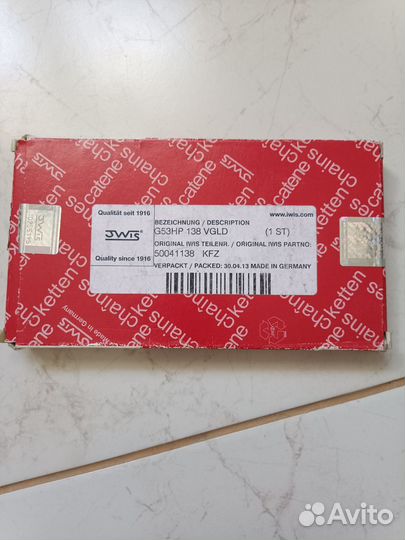 Qualität seit 1916
www.iwis.com
BEZEICHNUNG / DESCRIPTION
G53HP 138 VGLD (1 ST)
JWIS
ORIGINAL IWIS TEILENR. / ORIGINAL IWIS PARTNO:
50041138 KFZ
Quality since 1916
VERPACKT / PACKED: 30.04.13 MADE IN GERMANY
ketten
chains
catene
Made in Germany
Avito